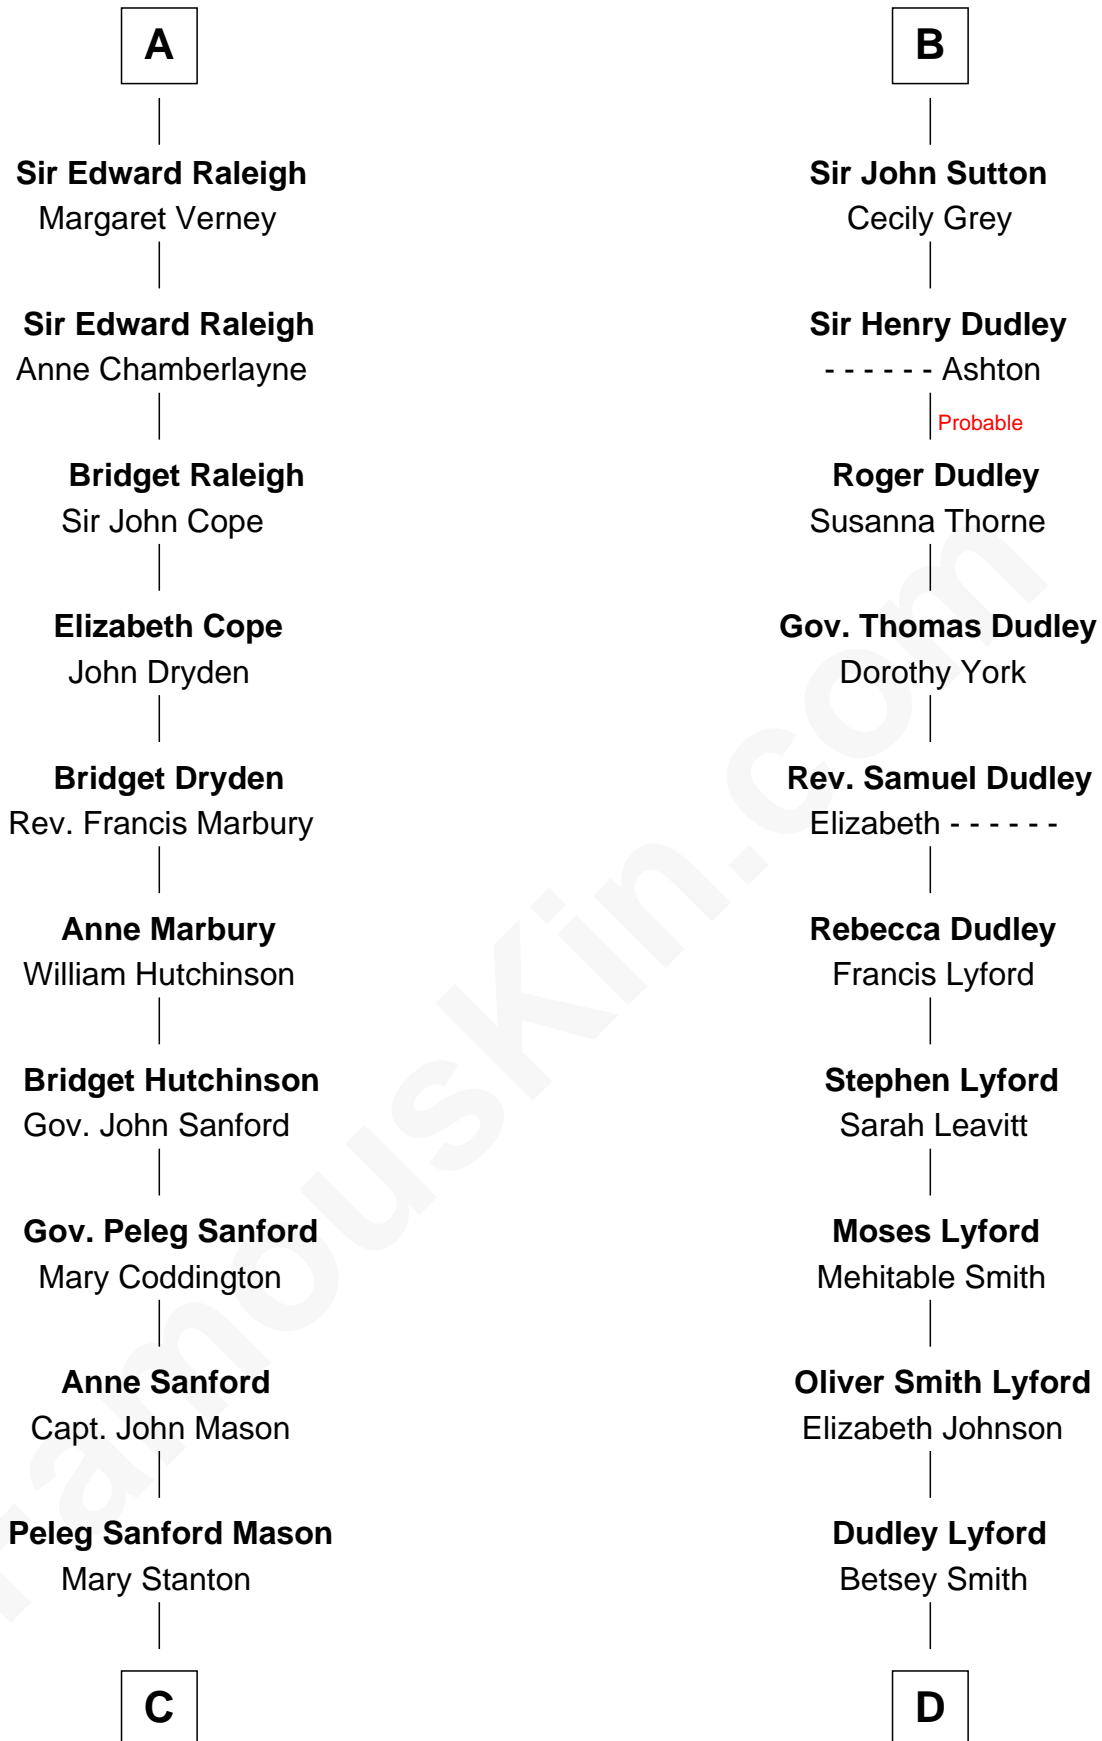 A
Sir Edward Raleigh
Margaret Verney
Sir Edward Raleigh
Anne Chamberlayne
Bridget Raleigh
Sir John Cope
Elizabeth Cope
John Dryden
Bridget Dryden
Rev. Francis Marbury
Anne Marbury
William Hutchinson
Bridget Hutchinson
Gov. John Sanford
Gov. Peleg Sanford
Mary Coddington
Anne Sanford
Capt. John Mason
Peleg Sanford Mason
Mary Stanton
C
B
Sir John Sutton
Cecily Grey
Sir Henry Dudley
- - - - - - Ashton
Probable
Roger Dudley
Susanna Thorne
Gov. Thomas Dudley
Dorothy York
Rev. Samuel Dudley
Elizabeth - - - - - -
Rebecca Dudley
Francis Lyford
Stephen Lyford
Sarah Leavitt
Moses Lyford
Mehitable Smith
Oliver Smith Lyford
Elizabeth Johnson
Dudley Lyford
Betsey Smith
D
FamousKin.com